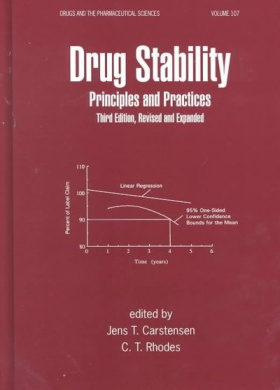 DRUGS AND THE PHARMACEUTICAL SCIENCES
VOLUME 107
Drug Stability
Principles and Practices
Third Edition, Revised and Expanded
Percent of Label Claim
110
100
90
80
Linear Regression
95% One-Sided
Lower Confidence
Bounds for the Mean
0 1 2 3 4 5 6
Time (years)
edited by
Jens T. Carstensen
C. T. Rhodes